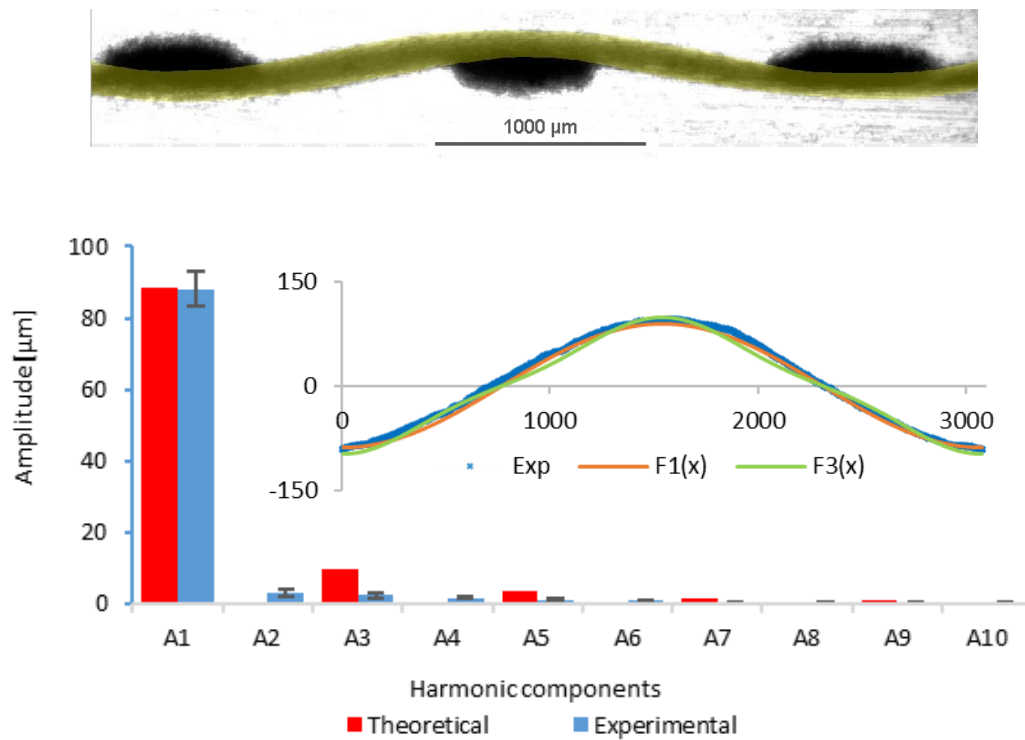 1000 µm
100
80
60
40
20
0
Amplitude[µm]
150
0
-150
0 1000 2000 3000
Exp F1(x) F3(x)
A1 A2 A3 A4 A5 A6 A7 A8 A9 A10
Harmonic components
Theoretical Experimental